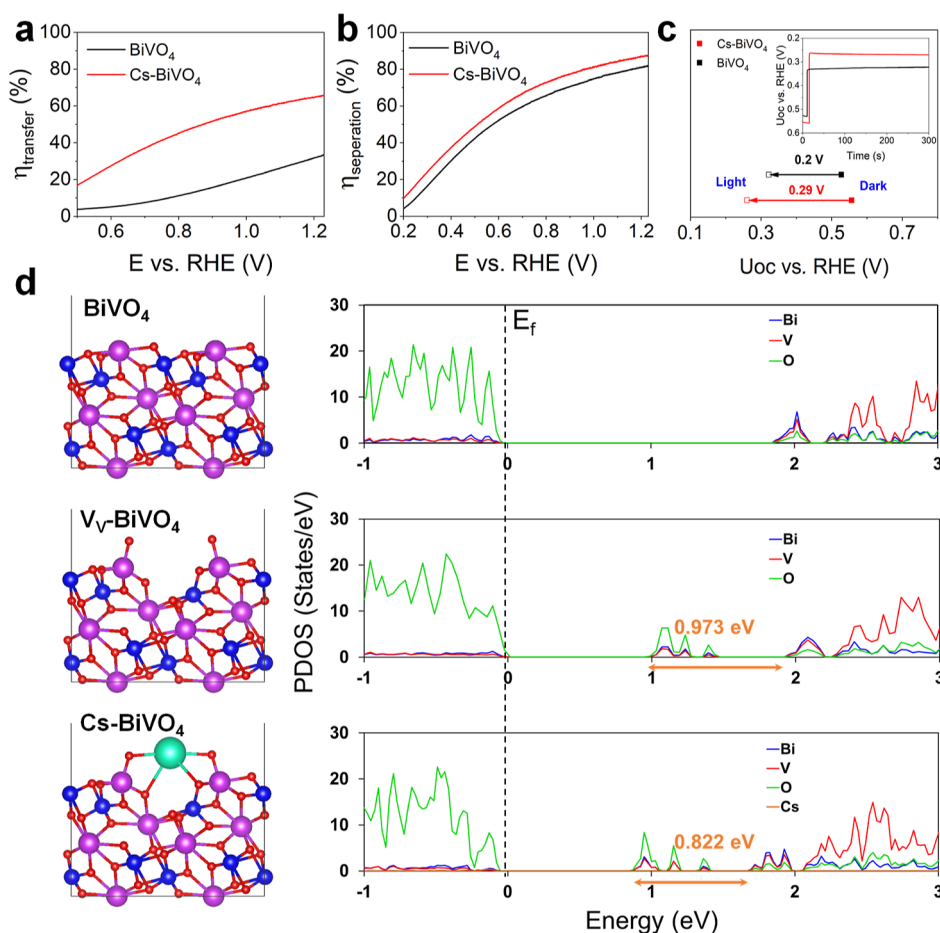 a
BiVO4
Cs-BiVO4
ηtransfer (%)
100
80
60
40
20
0
0.6
0.8
1.0
1.2
E vs. RHE (V)
b
BiVO4
Cs-BiVO4
ηseperation (%)
100
80
60
40
20
0
0.2
0.4
0.6
0.8
1.0
1.2
E vs. RHE (V)
c
Cs-BiVO4
BiVO4
Uoc vs. RHE (V)
0.2
0.3
0.5
0.6
0
100
200
300
Time (s)
0.2 V
Light
0.29 V
Dark
0.1
0.3
0.5
0.7
Uoc vs. RHE (V)
d
BiVO4
VV-BiVO4
Cs-BiVO4
PDOS (States/eV)
30
20
10
0
Ef
Bi
V
O
-1
0
1
2
3
30
20
10
0
Bi
V
O
0.973 eV
-1
0
1
2
3
30
20
10
0
Bi
V
O
Cs
0.822 eV
-1
0
1
2
3
Energy (eV)